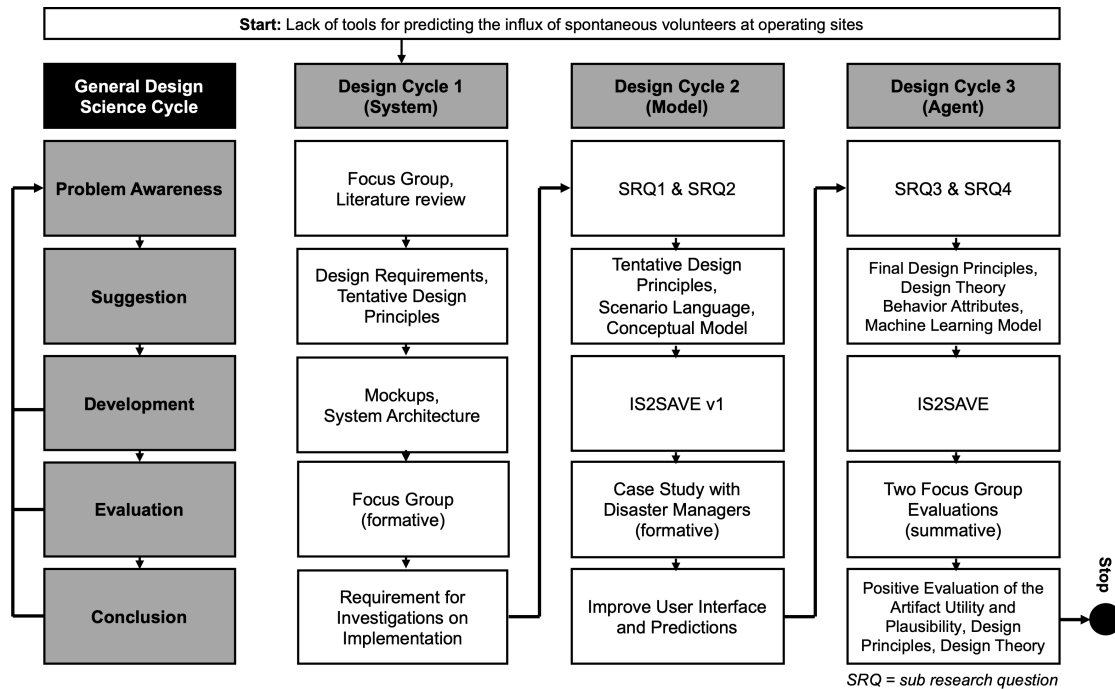 Start: Lack of tools for predicting the influx of spontaneous volunteers at operating sites
General Design
Science Cycle
Design Cycle 1
(System)
Design Cycle 2
(Model)
Design Cycle 3
(Agent)
Problem Awareness
Focus Group,
Literature review
SRQ1 & SRQ2
SRQ3 & SRQ4
Suggestion
Design Requirements,
Tentative Design
Principles
Tentative Design
Principles,
Scenario Language,
Conceptual Model
Final Design Principles,
Design Theory
Behavior Attributes,
Machine Learning Model
Development
Mockups,
System Architecture
IS2SAVE v1
IS2SAVE
Evaluation
Focus Group
(formative)
Case Study with
Disaster Managers
(formative)
Two Focus Group
Evaluations
(summative)
Conclusion
Requirement for
Investigations on
Implementation
Improve User Interface
and Predictions
Positive Evaluation of the
Artifact Utility and
Plausibility, Design
Principles, Design Theory
Stop
SRQ = sub research question